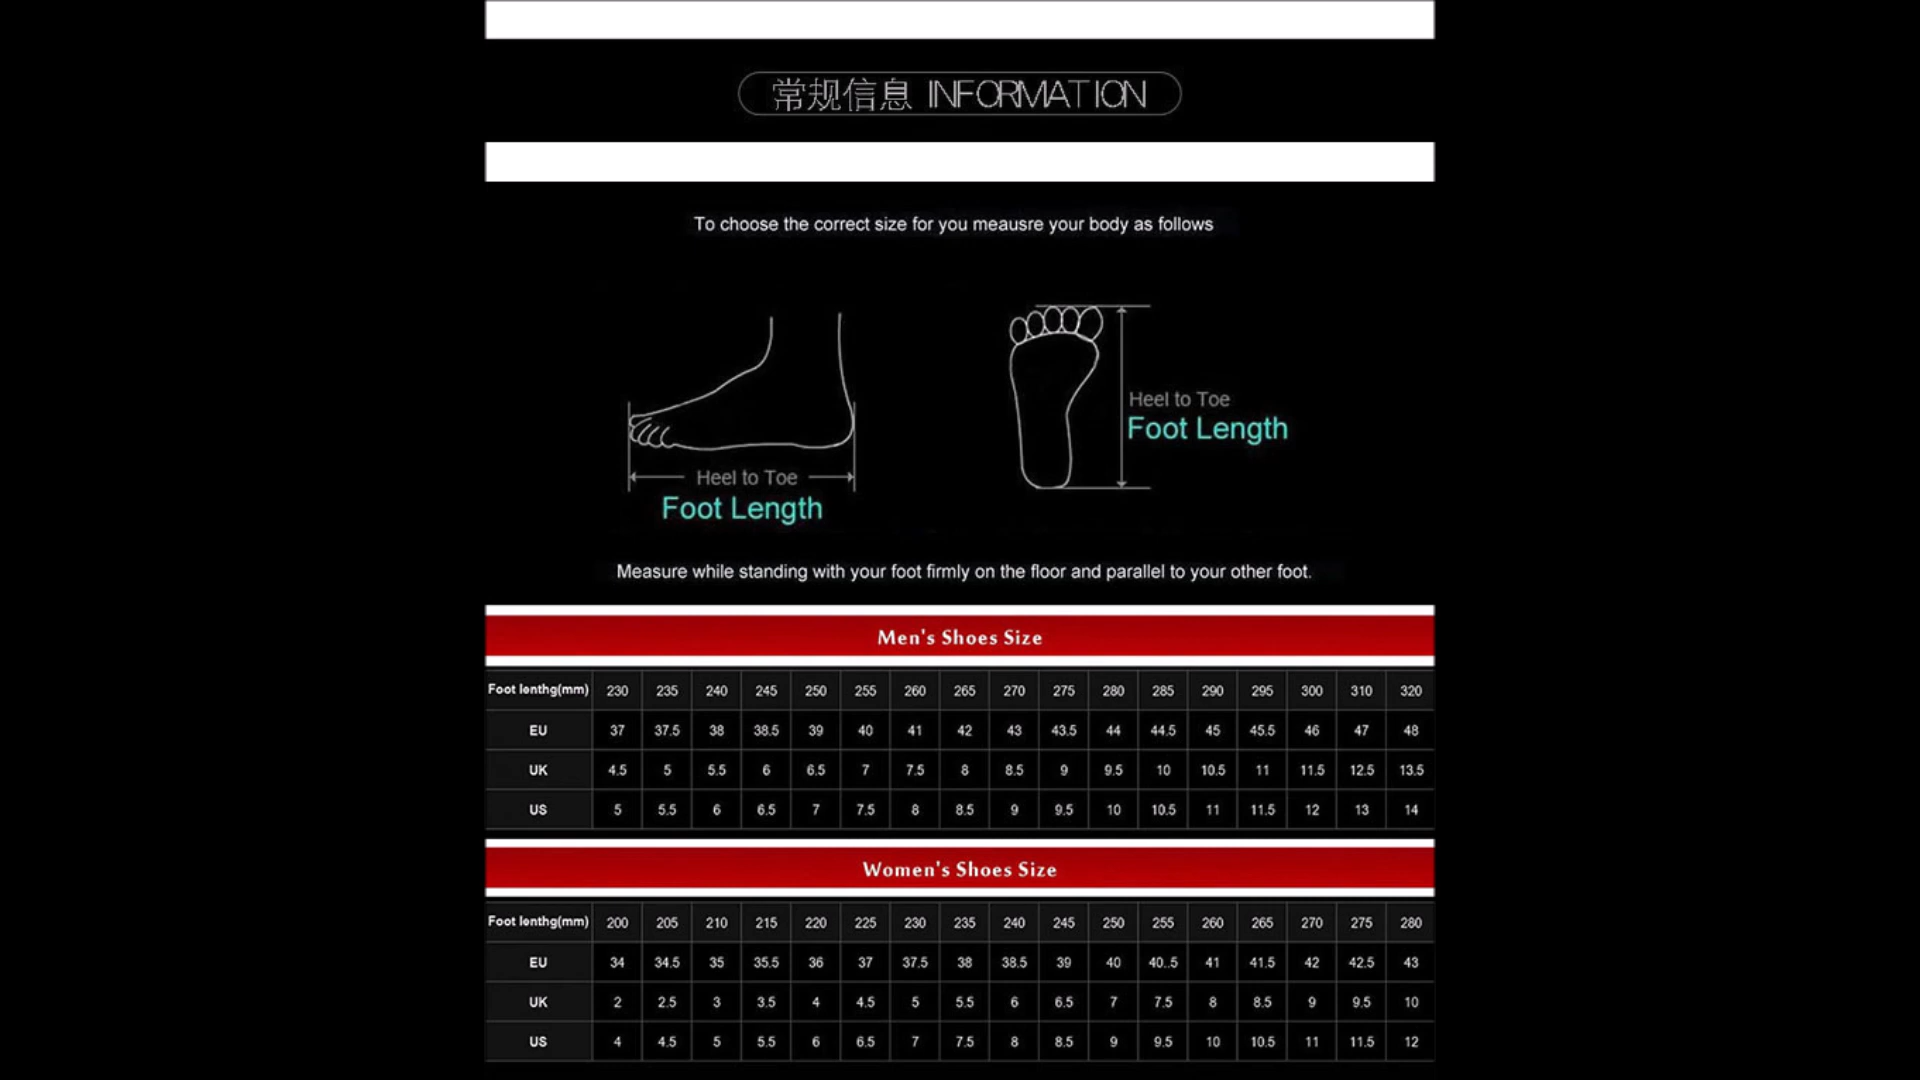 常规信息 INFORMATION
To choose the correct size for you meausre your body as follows
Heel to Toe
Foot Length
Heel to Toe
Foot Length
Measure while standing with your foot firmly on the floor and parallel to your other foot.
Men's Shoes Size
Foot lenthg(mm) 230 235 240 245 250 255 260 265 270 275 280 285 290 295 300 310 320
EU 37 37.5 38 38.5 39 40 41 42 43 43.5 44 44.5 45 45.5 46 47 48
UK 4.5 5 5.5 6 6.5 7 7.5 8 8.5 9 9.5 10 10.5 11 11.5 12.5 13.5
US 5 5.5 6 6.5 7 7.5 8 8.5 9 9.5 10 10.5 11 11.5 12 13 14
Women's Shoes Size
Foot lenthg(mm) 200 205 210 215 220 225 230 235 240 245 250 255 260 265 270 275 280
EU 34 34.5 35 35.5 36 37 37.5 38 38.5 39 40 40..5 41 41.5 42 42.5 43
UK 2 2.5 3 3.5 4 4.5 5 5.5 6 6.5 7 7.5 8 8.5 9 9.5 10
US 4 4.5 5 5.5 6 6.5 7 7.5 8 8.5 9 9.5 10 10.5 11 11.5 12